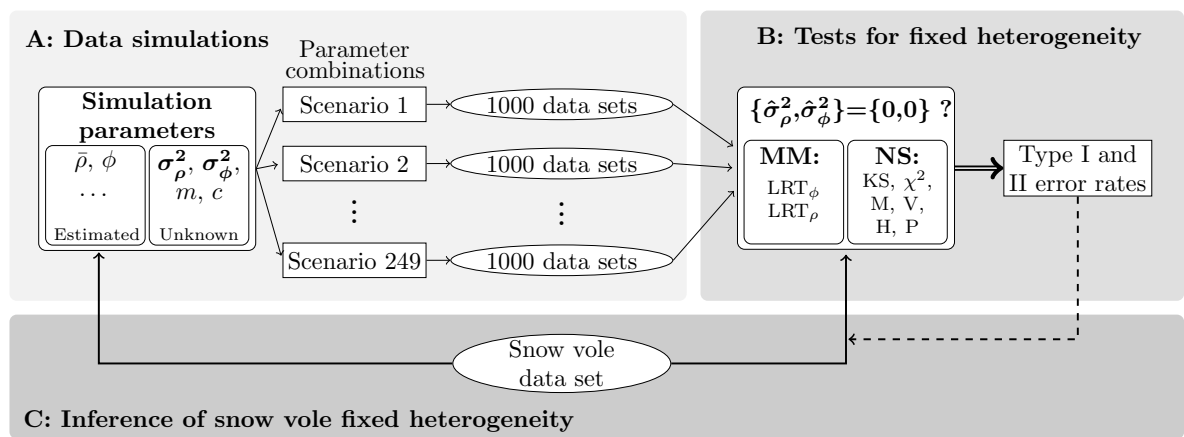 A: Data simulations
Parameter
combinations
Simulation
parameters
ρ̄, ϕ
...
Estimated
σ²ρ, σ²ϕ,
m, c
Unknown
Scenario 1
Scenario 2
⋮
Scenario 249
1000 data sets
1000 data sets
⋮
1000 data sets
B: Tests for fixed heterogeneity
{σ̂²ρ,σ̂²ϕ}={0,0} ?
MM:
LRTϕ
LRTρ
NS:
KS, χ²,
M, V,
H, P
Type I and
II error rates
Snow vole
data set
C: Inference of snow vole fixed heterogeneity